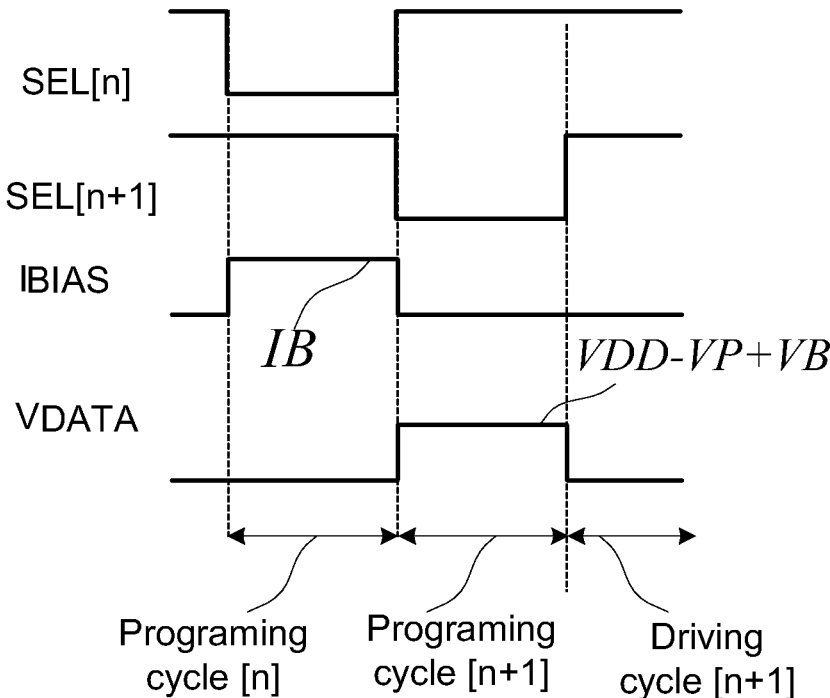 SEL[n]
SEL[n+1]
IBIAS
IB
VDD-VP+VB
VDATA
Programing
cycle [n]
Programing
cycle [n+1]
Driving
cycle [n+1]